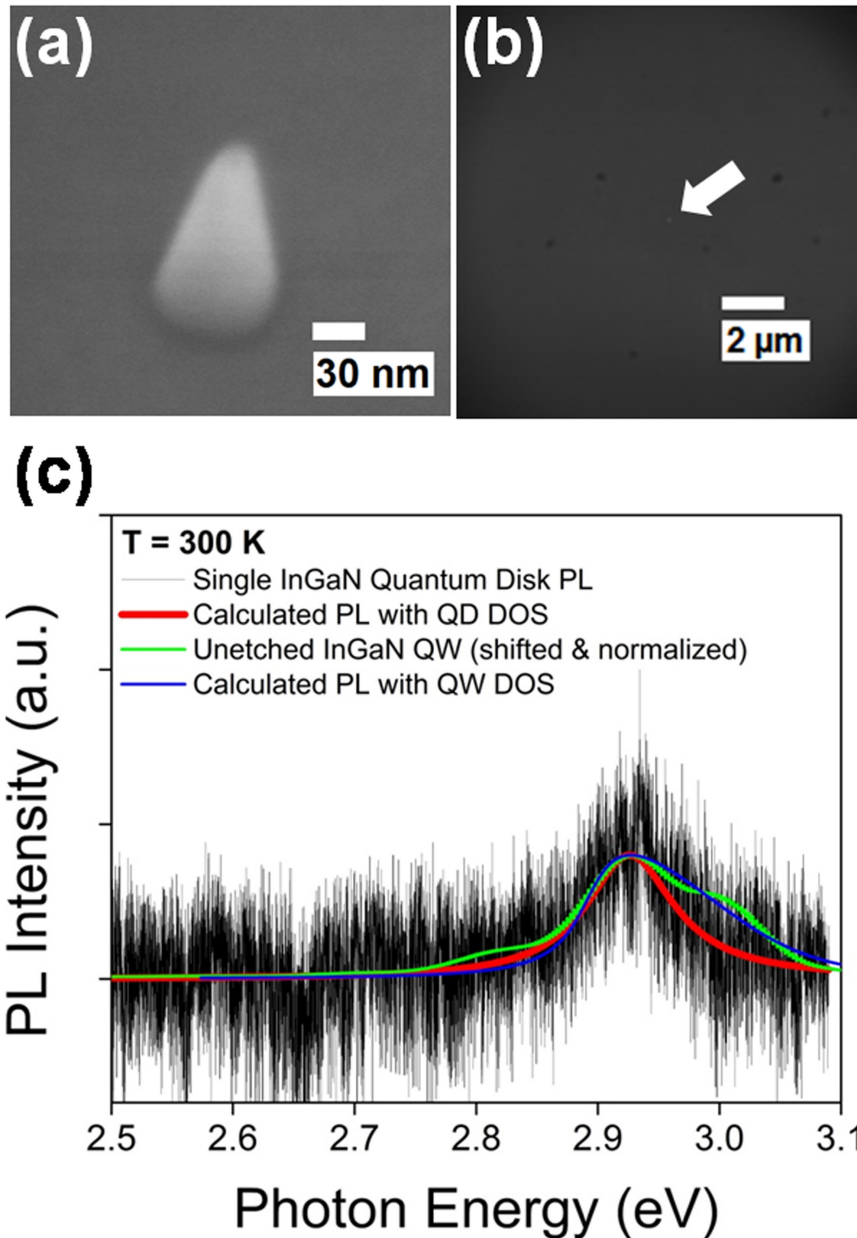 (a)
30 nm
(b)
2 µm
(c)
T = 300 K
Single InGaN Quantum Disk PL
Calculated PL with QD DOS
Unetched InGaN QW (shifted & normalized)
Calculated PL with QW DOS
PL Intensity (a.u.)
2.5 2.6 2.7 2.8 2.9 3.0 3.1
Photon Energy (eV)